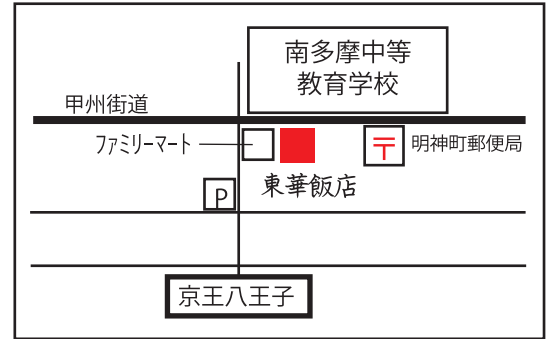 南多摩中等
教育学校
甲州街道
ファミリーマート
〒
明神町郵便局
東華飯店
P
京王八王子